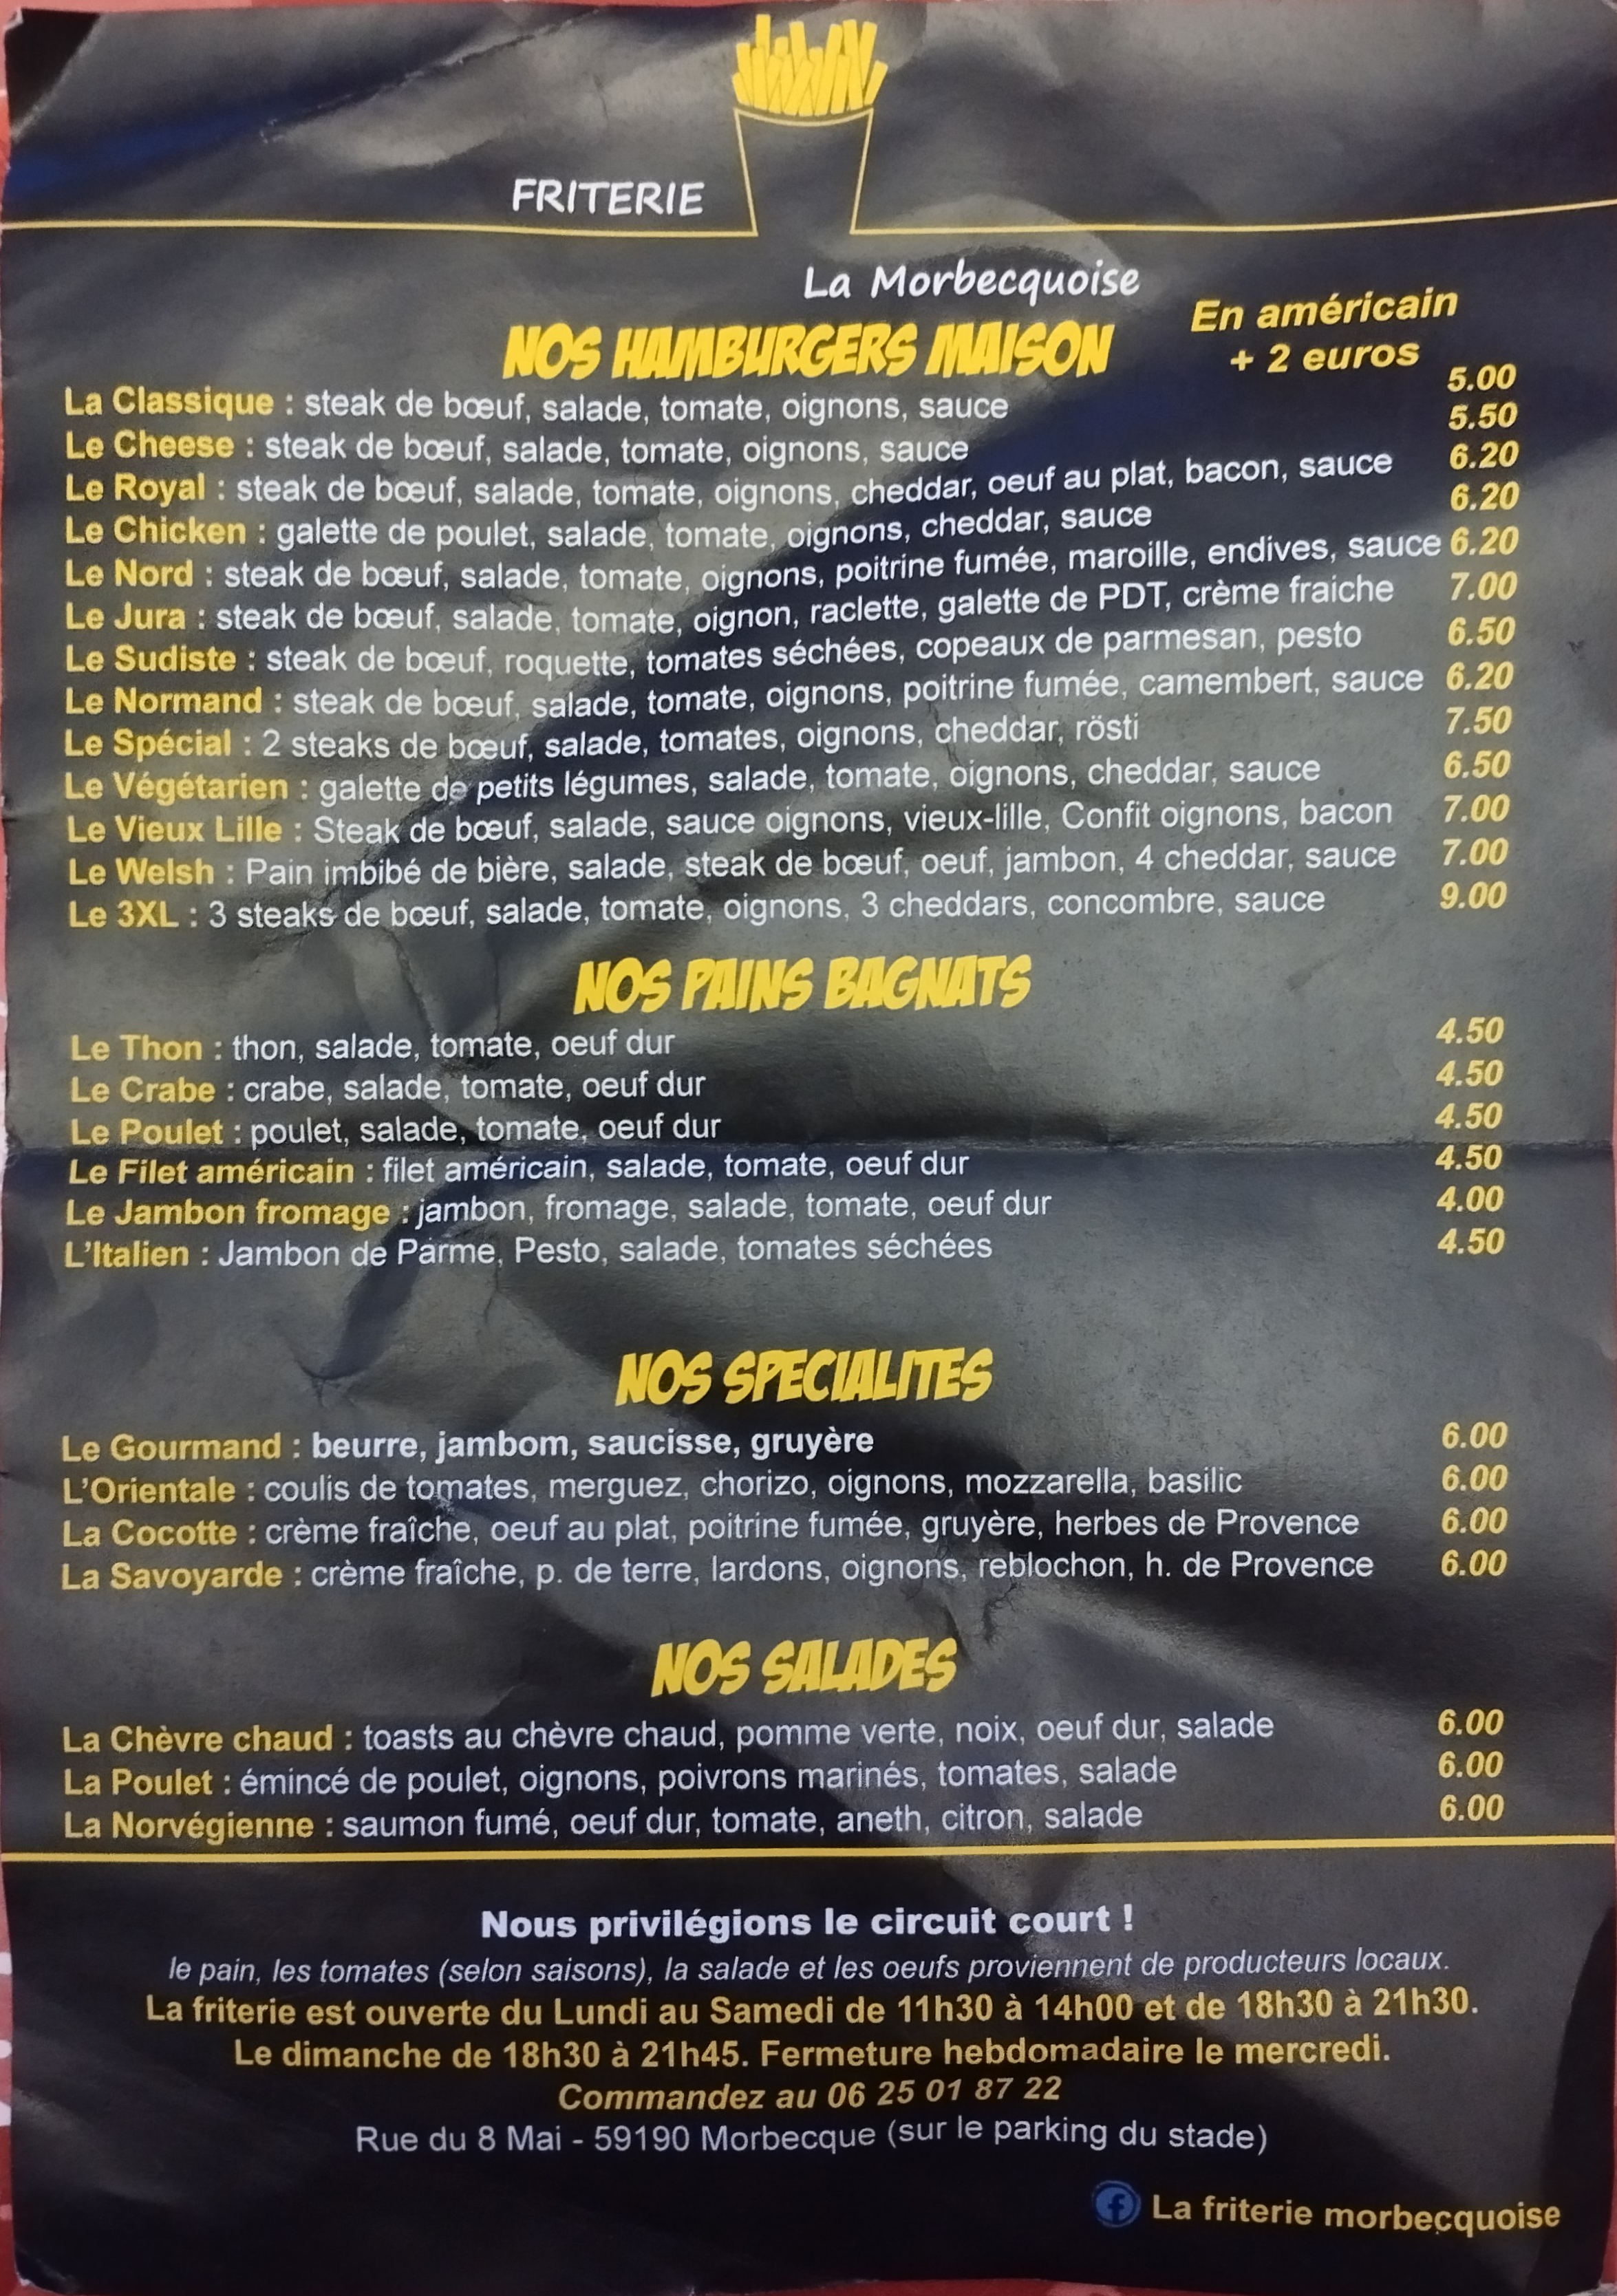 FRITERIE
La Morbecquoise
En américain
+ 2 euros
NOS HAMBURGERS MAISON
La Classique : steak de bœuf, salade, tomate, oignons, sauce 5.00
Le Cheese : steak de bœuf, salade, tomate, oignons, sauce 5.50
Le Royal : steak de bœuf, salade, tomate, oignons, cheddar, oeuf au plat, bacon, sauce 6.20
Le Chicken : galette de poulet, salade, tomate, oignons, cheddar, sauce 6.20
Le Nord : steak de bœuf, salade, tomate, oignons, poitrine fumée, maroille, endives, sauce 6.20
Le Jura : steak de bœuf, salade, tomate, oignon, raclette, galette de PDT, crème fraiche 7.00
Le Sudiste : steak de bœuf, roquette, tomates séchées, copeaux de parmesan, pesto 6.50
Le Normand : steak de bœuf, salade, tomate, oignons, poitrine fumée, camembert, sauce 6.20
Le Spécial : 2 steaks de bœuf, salade, tomates, oignons, cheddar, rösti 7.50
Le Végétarien : galette de petits légumes, salade, tomate, oignons, cheddar, sauce 6.50
Le Vieux Lille : Steak de bœuf, salade, sauce oignons, vieux-lille, Confit oignons, bacon 7.00
Le Welsh : Pain imbibé de bière, salade, steak de bœuf, oeuf, jambon, 4 cheddar, sauce 7.00
Le 3XL : 3 steaks de bœuf, salade, tomate, oignons, 3 cheddars, concombre, sauce 9.00
NOS PAINS BAGNATS
Le Thon : thon, salade, tomate, oeuf dur 4.50
Le Crabe : crabe, salade, tomate, oeuf dur 4.50
Le Poulet : poulet, salade, tomate, oeuf dur 4.50
Le Filet américain : filet américain, salade, tomate, oeuf dur 4.50
Le Jambon fromage : jambon, fromage, salade, tomate, oeuf dur 4.00
L'Italien : Jambon de Parme, Pesto, salade, tomates séchées 4.50
NOS SPECIALITES
Le Gourmand : beurre, jambom, saucisse, gruyère 6.00
L'Orientale : coulis de tomates, merguez, chorizo, oignons, mozzarella, basilic 6.00
La Cocotte : crème fraîche, oeuf au plat, poitrine fumée, gruyère, herbes de Provence 6.00
La Savoyarde : crème fraîche, p. de terre, lardons, oignons, reblochon, h. de Provence 6.00
NOS SALADES
La Chèvre chaud : toasts au chèvre chaud, pomme verte, noix, oeuf dur, salade 6.00
La Poulet : émincé de poulet, oignons, poivrons marinés, tomates, salade 6.00
La Norvégienne : saumon fumé, oeuf dur, tomate, aneth, citron, salade 6.00
Nous privilégions le circuit court !
le pain, les tomates (selon saisons), la salade et les oeufs proviennent de producteurs locaux.
La friterie est ouverte du Lundi au Samedi de 11h30 à 14h00 et de 18h30 à 21h30.
Le dimanche de 18h30 à 21h45. Fermeture hebdomadaire le mercredi.
Commandez au 06 25 01 87 22
Rue du 8 Mai - 59190 Morbecque (sur le parking du stade)
La friterie morbecquoise